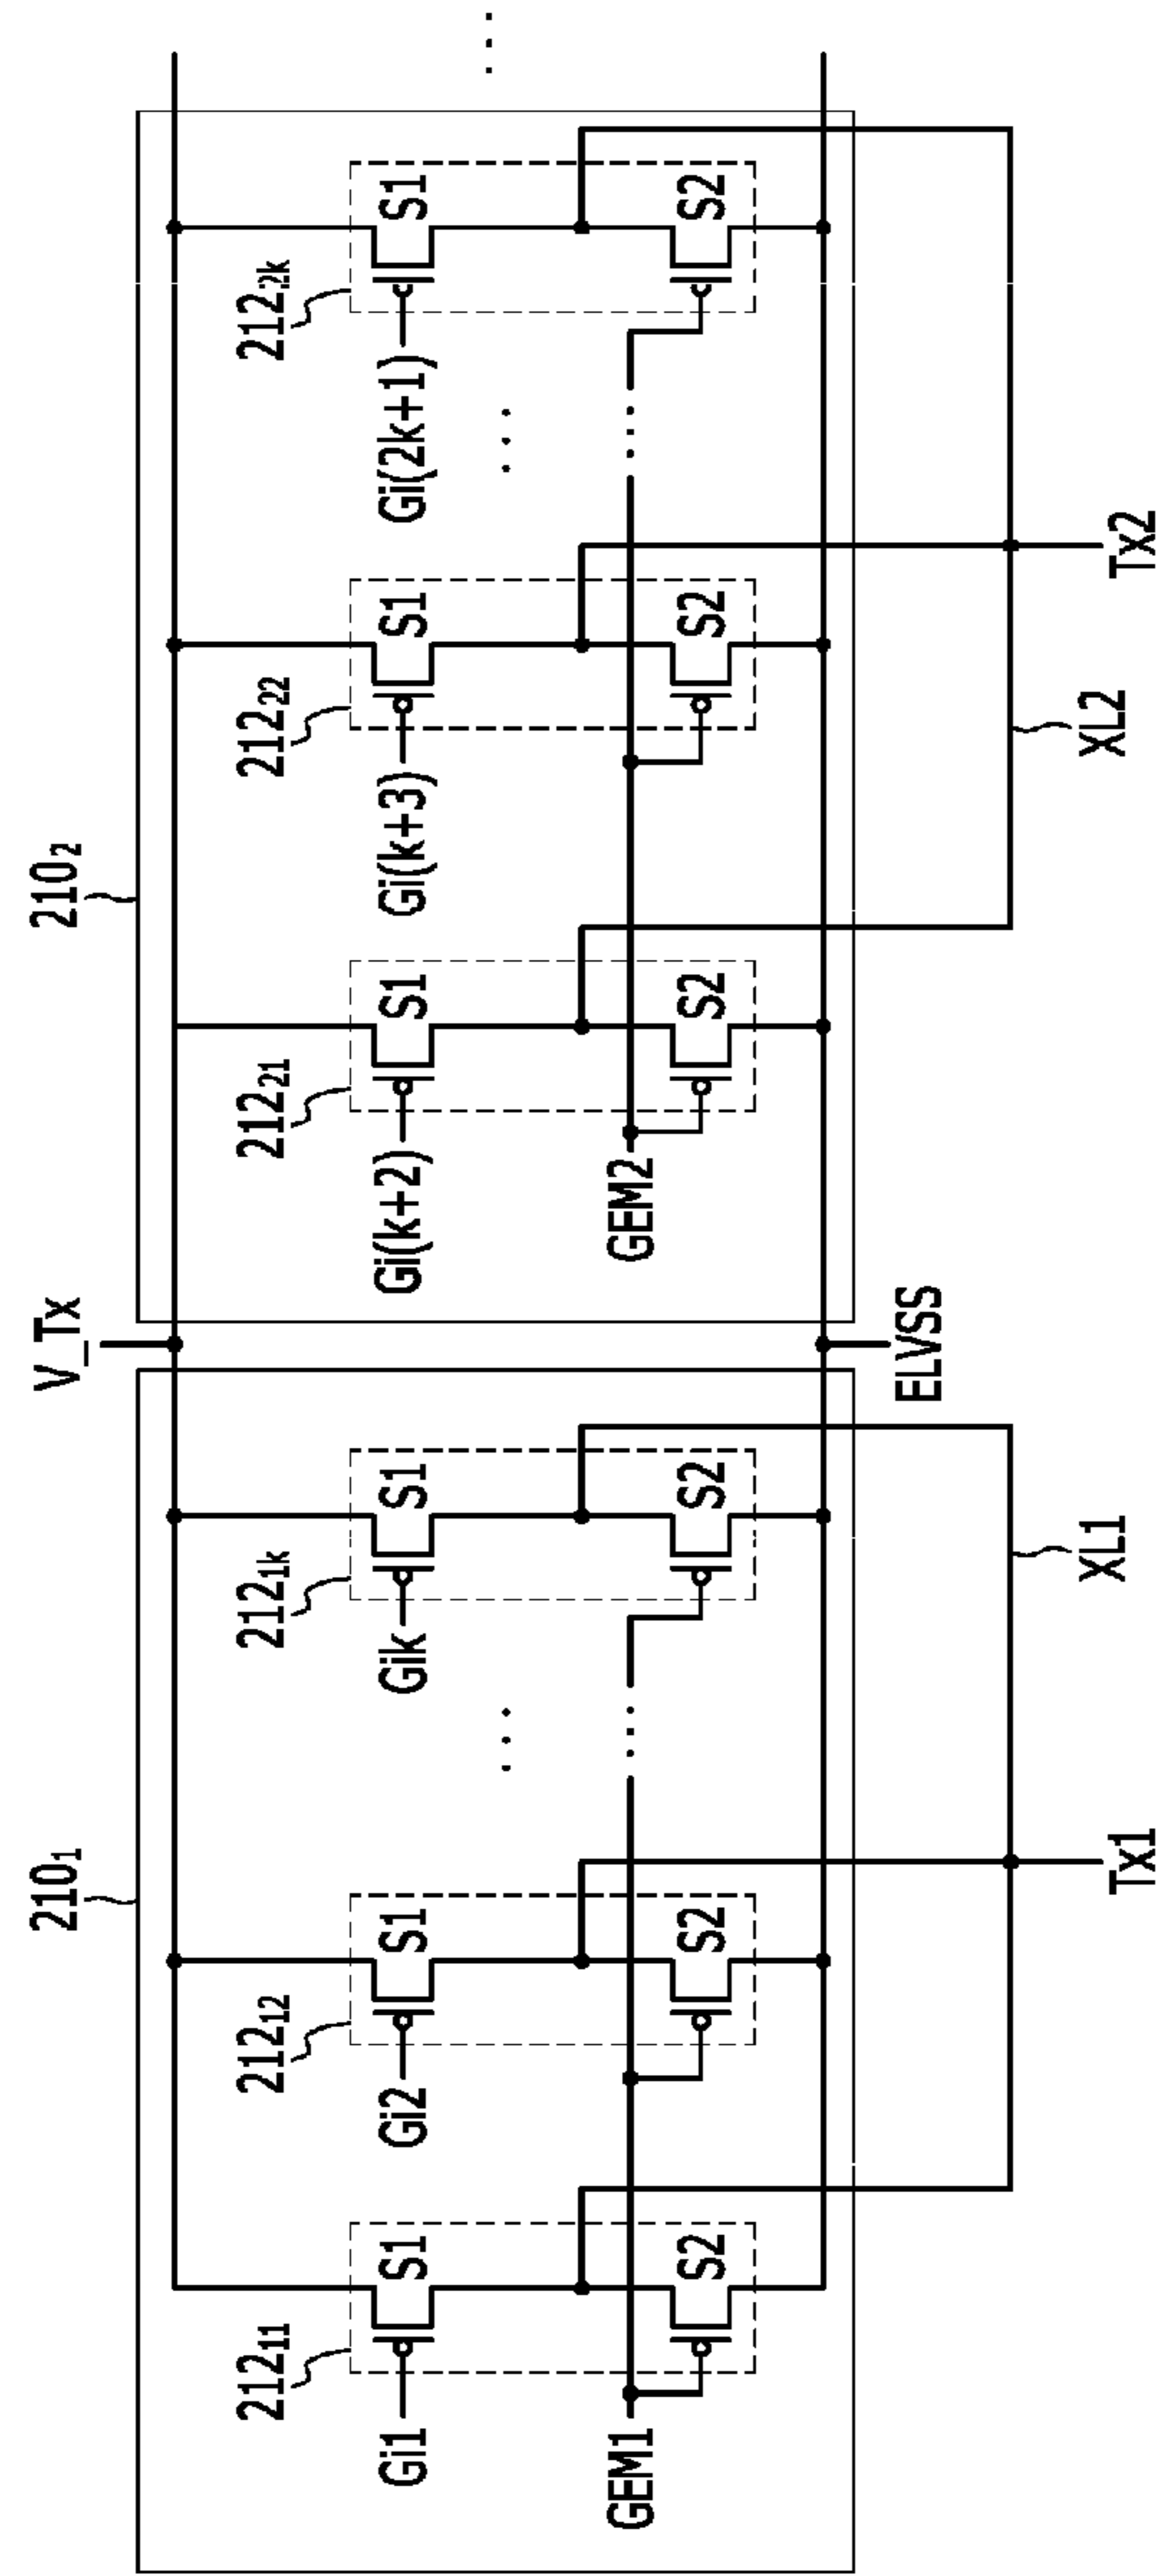 V_Tx
210₁
210₂
212₁₁
212₁₂
212₁ₖ
212₂₁
212₂₂
212₂ₖ
Gi1
S1
Gi2
S1
Gik
S1
Gi(k+2)
S1
Gi(k+3)
S1
Gi(2k+1)
S1
...
...
...
GEM1
S2
S2
...
S2
GEM2
S2
S2
...
S2
ELVSS
XL1
XL2
Tx1
Tx2